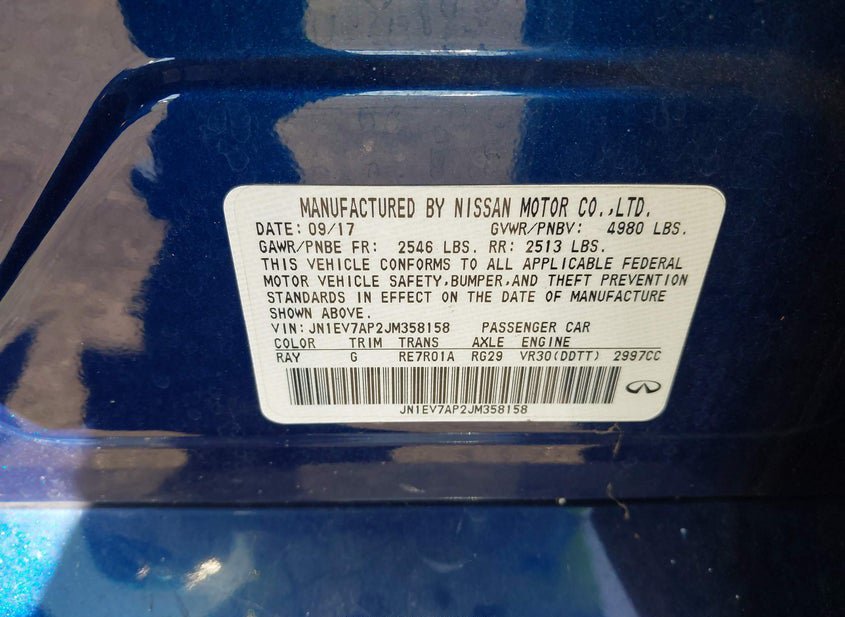 MANUFACTURED BY NISSAN MOTOR CO.,LTD.
DATE: 09/17 GVWR/PNBV: 4980 LBS.
GAWR/PNBE FR: 2546 LBS. RR: 2513 LBS.
THIS VEHICLE CONFORMS TO ALL APPLICABLE FEDERAL
MOTOR VEHICLE SAFETY,BUMPER,AND THEFT PREVENTION
STANDARDS IN EFFECT ON THE DATE OF MANUFACTURE
SHOWN ABOVE.
VIN: JN1EV7AP2JM358158 PASSENGER CAR
COLOR TRIM TRANS AXLE ENGINE
RAY G RE7R01A RG29 VR30(DDTT) 2997CC
JN1EV7AP2JM358158